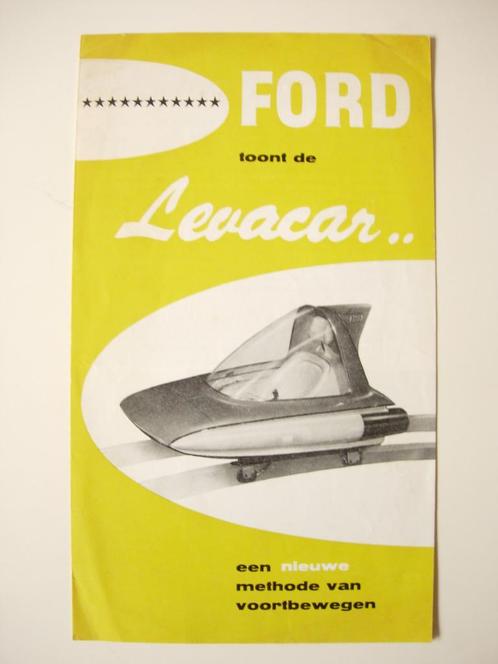 ★★★★★★★★★★★ FORD
toont de
Levacar..
een nieuwe
methode van
voortbewegen